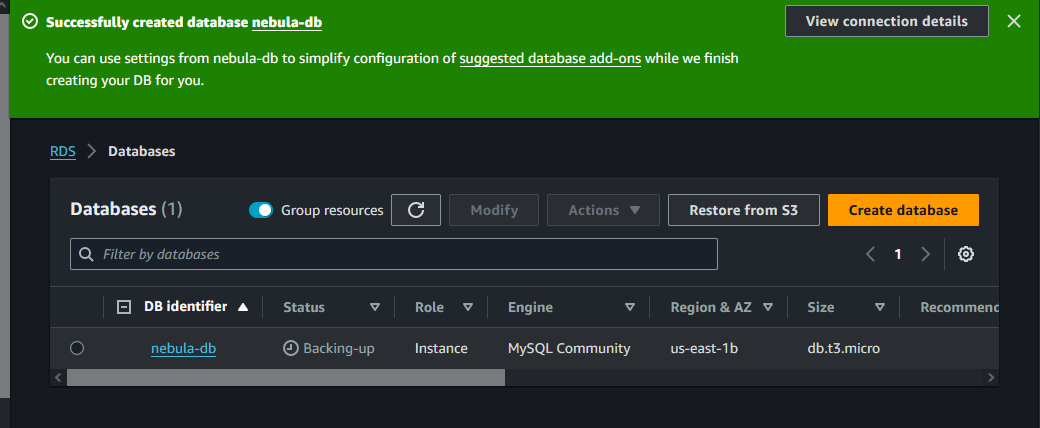 Successfully created database nebula-db
View connection details
You can use settings from nebula-db to simplify configuration of suggested database add-ons while we finish
creating your DB for you.
RDS > Databases
Databases (1)
Group resources
Modify
Actions
Restore from S3
Create database
Filter by databases
1
DB identifier Status Role Engine Region & AZ Size Recommend
nebula-db Backing-up Instance MySQL Community us-east-1b db.t3.micro